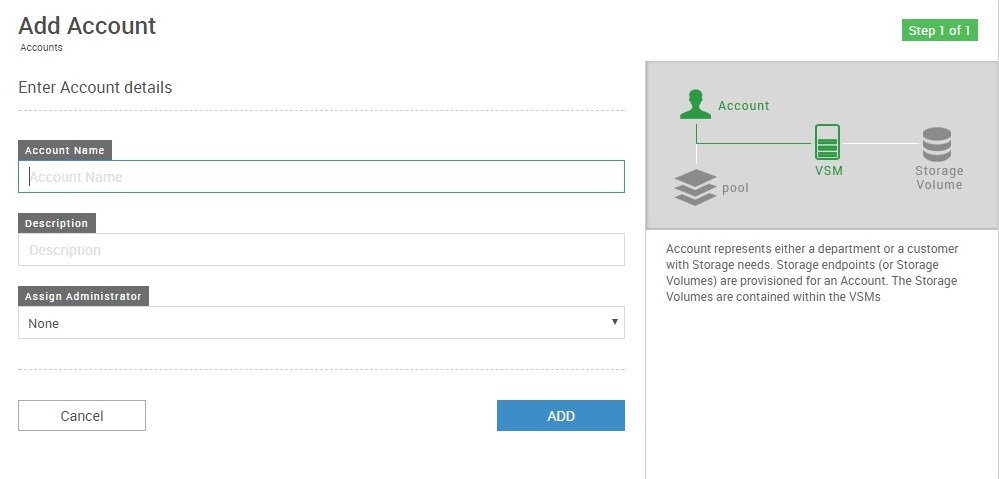 Add Account
Accounts
Step 1 of 1
Enter Account details
Account Name
Account Name
Description
Description
Assign Administrator
None
Cancel
ADD
Account
VSM
Storage
Volume
pool
Account represents either a department or a customer
with Storage needs. Storage endpoints (or Storage
Volumes) are provisioned for an Account. The Storage
Volumes are contained within the VSMs